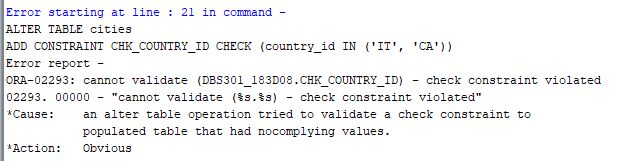 Error starting at line : 21 in command -
ALTER TABLE cities
ADD CONSTRAINT CHK_COUNTRY_ID CHECK (country_id IN ('IT', 'CA'))
Error report -
ORA-02293: cannot validate (DBS301_183D08.CHK_COUNTRY_ID) - check constraint violated
02293. 00000 - "cannot validate (%s.%s) - check constraint violated"
*Cause:    an alter table operation tried to validate a check constraint to
           populated table that had nocomplying values.
*Action:   Obvious